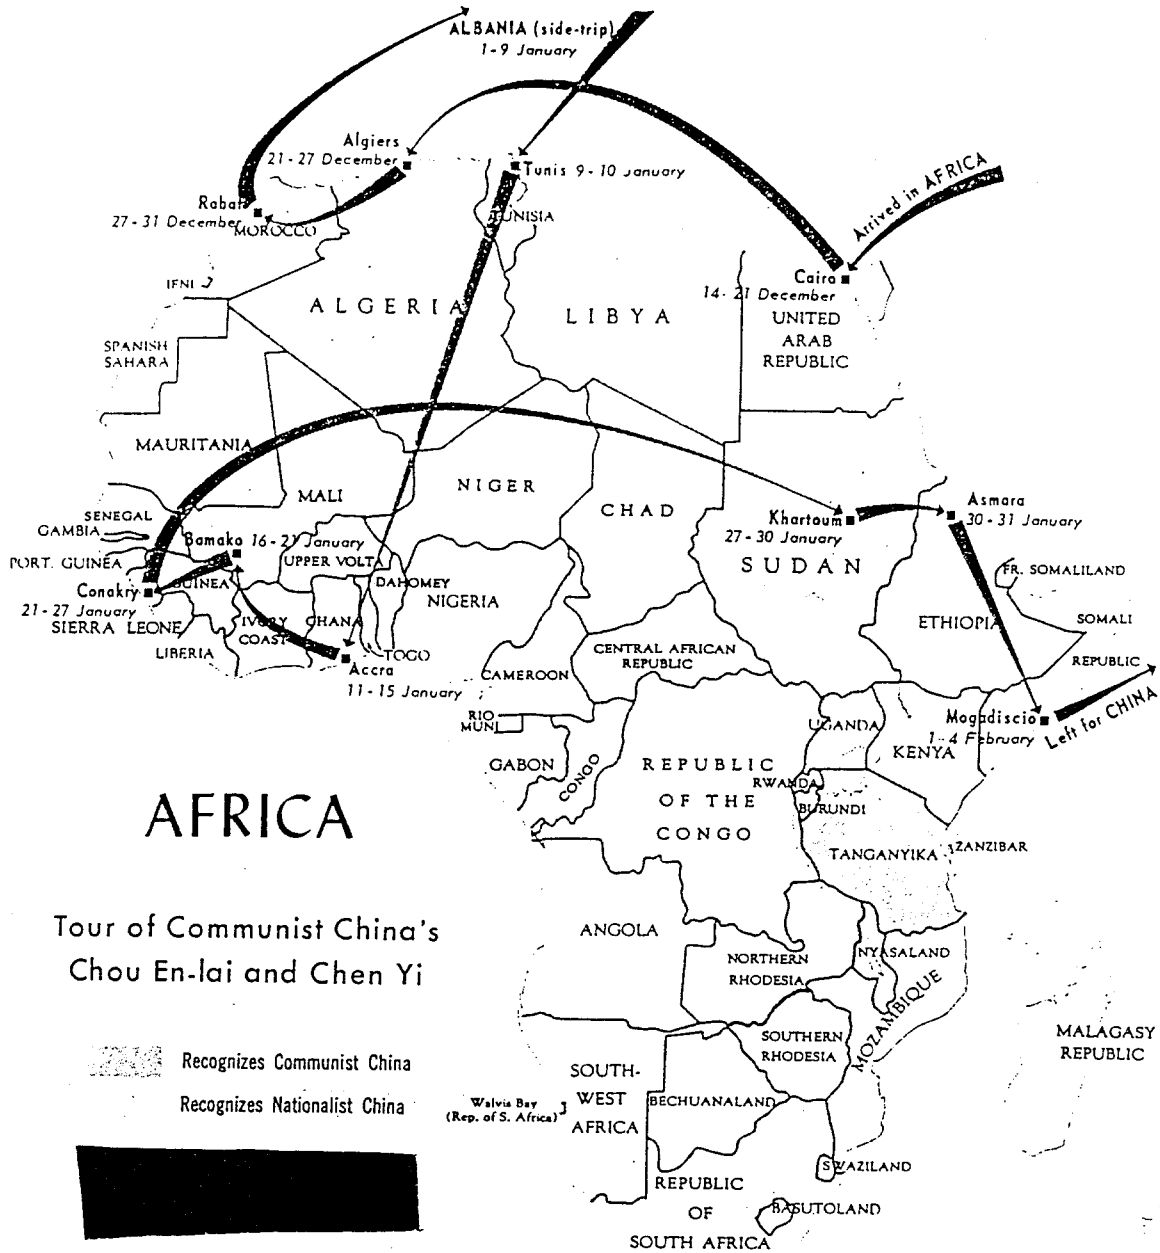 ALBANIA (side-trip)
1-9 January
Algiers
21-27 December
Tunis 9-10 January
Arrived in AFRICA
Rabat
27-31 December
MOROCCO
TUNISIA
Cairo
14-21 December
IFNI
ALGERIA
LIBYA
UNITED
ARAB
REPUBLIC
SPANISH
SAHARA
MAURITANIA
MALI
NIGER
CHAD
Khartoum
27-30 January
SUDAN
Asmara
30-31 January
SENEGAL
GAMBIA
Bamako 16-21 January
PORT. GUINEA
UPPER VOLTA
GUINEA
Conakry
21-27 January
DAHOMEY
NIGERIA
FR. SOMALILAND
SIERRA LEONE
IVORY
COAST
GHANA
ETHIOPIA
SOMALI
REPUBLIC
LIBERIA
TOGO
Accra
11-15 January
CENTRAL AFRICAN
REPUBLIC
CAMEROON
RIO
MUNI
UGANDA
Mogadiscio
1-4 February
Left for CHINA
KENYA
GABON
CONGO
REPUBLIC
OF THE
CONGO
RWANDA
BURUNDI
TANGANYIKA
ZANZIBAR
AFRICA
Tour of Communist China's
Chou En-lai and Chen Yi
ANGOLA
NORTHERN
RHODESIA
NYASALAND
MOZAMBIQUE
SOUTHERN
RHODESIA
MALAGASY
REPUBLIC
Recognizes Communist China
Recognizes Nationalist China
SOUTH-
WEST
AFRICA
Walvis Bay
(Rep. of S. Africa)
BECHUANALAND
SWAZILAND
REPUBLIC
OF
SOUTH AFRICA
BASUTOLAND